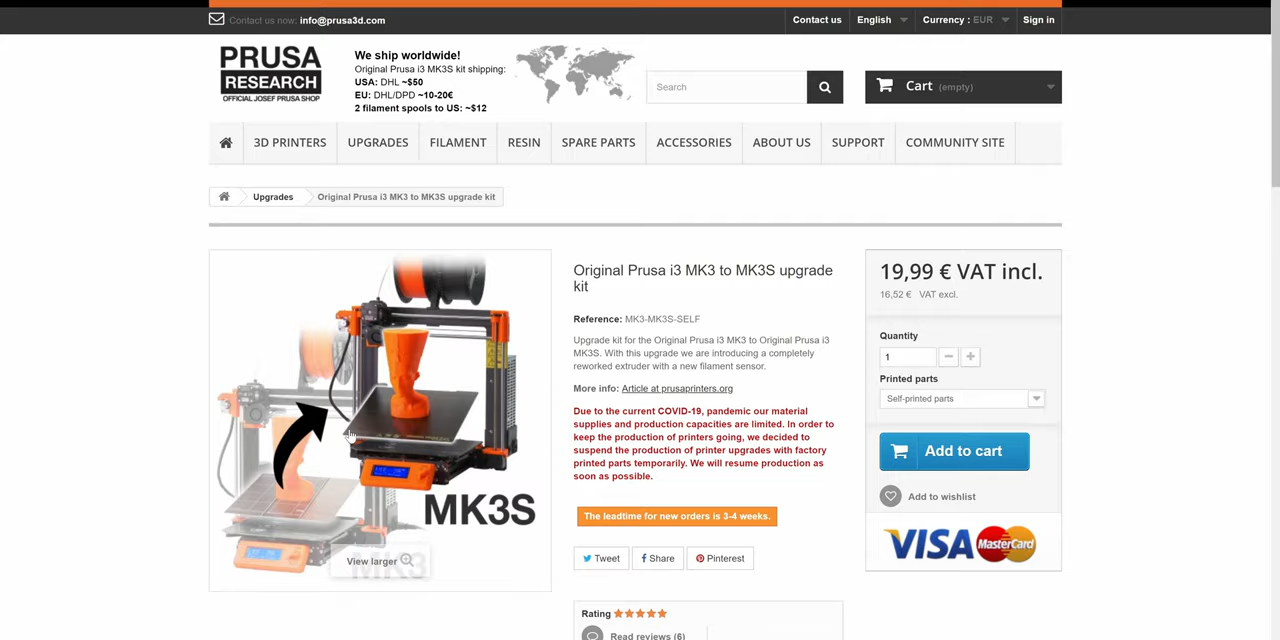 Contact us now: info@prusa3d.com
Contact us
English
Currency : EUR
Sign in
PRUSA
RESEARCH
OFFICIAL JOSEF PRUSA SHOP
We ship worldwide!
Original Prusa i3 MK3S kit shipping:
USA: DHL ~$50
EU: DHL/DPD ~10-20€
2 filament spools to US: ~$12
Search
Cart (empty)
3D PRINTERS
UPGRADES
FILAMENT
RESIN
SPARE PARTS
ACCESSORIES
ABOUT US
SUPPORT
COMMUNITY SITE
Upgrades
Original Prusa i3 MK3 to MK3S upgrade kit
MK3S
MK3
View larger
Original Prusa i3 MK3 to MK3S upgrade
kit
Reference: MK3-MK3S-SELF
Upgrade kit for the Original Prusa i3 MK3 to Original Prusa i3
MK3S. With this upgrade we are introducing a completely
reworked extruder with a new filament sensor.
More info: Article at prusaprinters.org
Due to the current COVID-19, pandemic our material
supplies and production capacities are limited. In order to
keep the production of printers going, we decided to
suspend the production of printer upgrades with factory
printed parts temporarily. We will resume production as
soon as possible.
The leadtime for new orders is 3-4 weeks.
Tweet
Share
Pinterest
Rating
Read reviews (6)
19,99 € VAT incl.
16,52 € VAT excl.
Quantity
1
Printed parts
Self-printed parts
Add to cart
Add to wishlist
VISA MasterCard